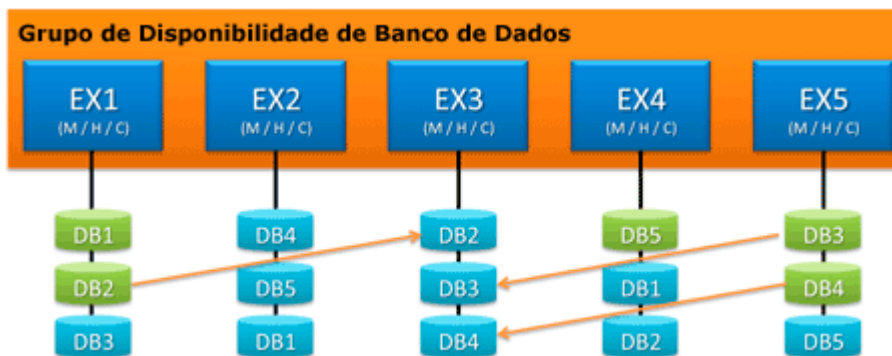 Grupo de Disponibilidade de Banco de Dados
EX1 EX2 EX3 EX4 EX5
(M / H / C) (M / H / C) (M / H / C) (M / H / C) (M / H / C)
DB1 DB4 DB2 DB5 DB3
DB2 DB5 DB3 DB1 DB4
DB3 DB1 DB4 DB2 DB5